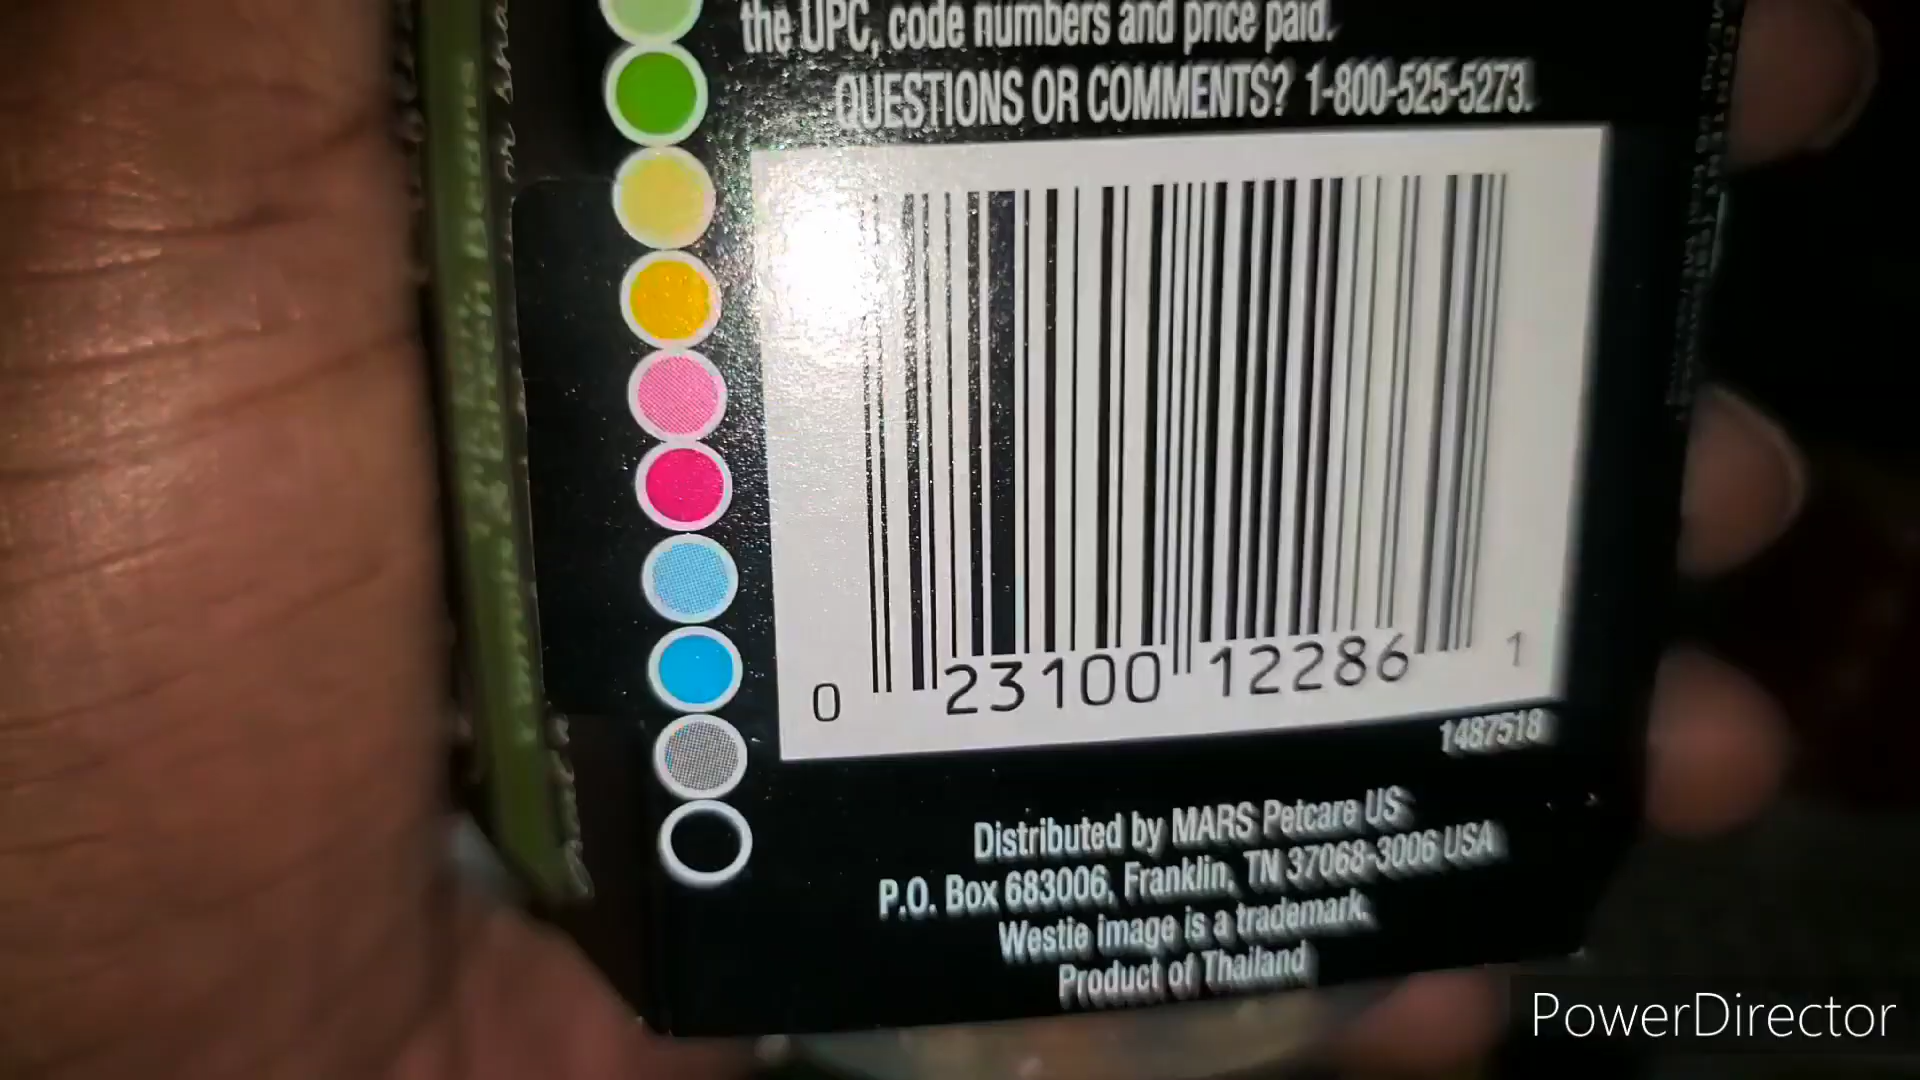 the UPC, code numbers and price paid.
QUESTIONS OR COMMENTS? 1-800-525-5273.
0 23100 12286 1
1487518
Distributed by MARS Petcare US
P.O. Box 683006, Franklin, TN 37068-3006 USA
Westie image is a trademark.
Product of Thailand
PowerDirector